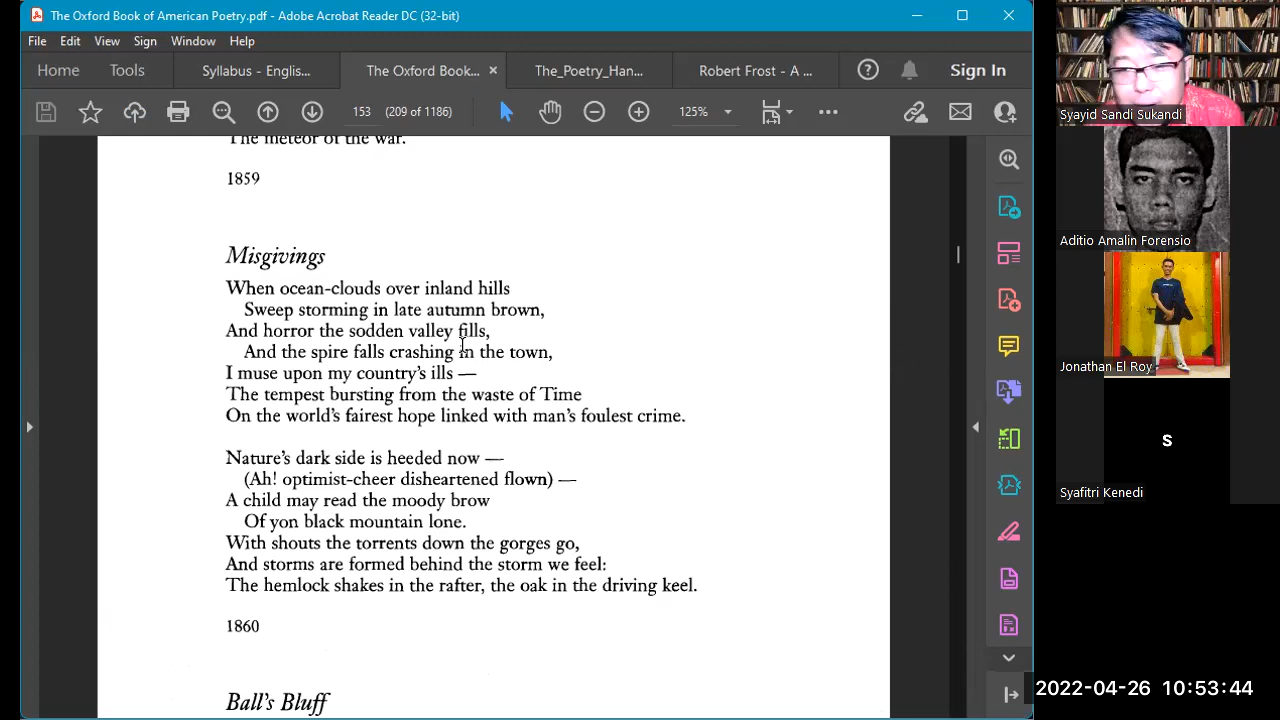 The Oxford Book of American Poetry.pdf - Adobe Acrobat Reader DC (32-bit)
File Edit View Sign Window Help
Home Tools Syllabus - Englis... The Oxford Book... The_Poetry_Han... Robert Frost - A ... Sign In
153 (209 of 1186) 125%
The meteor of the war.
1859
Misgivings
When ocean-clouds over inland hills
Sweep storming in late autumn brown,
And horror the sodden valley fills,
And the spire falls crashing in the town,
I muse upon my country's ills —
The tempest bursting from the waste of Time
On the world's fairest hope linked with man's foulest crime.
Nature's dark side is heeded now —
(Ah! optimist-cheer disheartened flown) —
A child may read the moody brow
Of yon black mountain lone.
With shouts the torrents down the gorges go,
And storms are formed behind the storm we feel:
The hemlock shakes in the rafter, the oak in the driving keel.
1860
Ball's Bluff
Syayid Sandi Sukandi
Aditio Amalin Forensio
Jonathan El Roy
S
Syafitri Kenedi
2022-04-26 10:53:44